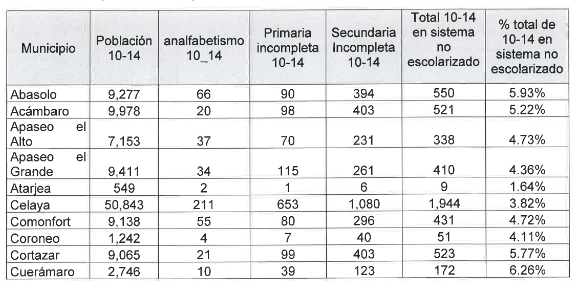 Municipio | Población 10-14 | analfabetismo 10_14 | Primaria incompleta 10-14 | Secundaria Incompleta 10-14 | Total 10-14 en sistema no escolarizado | % total de 10-14 en sistema no escolarizado
Abasolo 9,277 66 90 394 550 5.93%
Acámbaro 9,978 20 98 403 521 5.22%
Apaseo el
Alto 7,153 37 70 231 338 4.73%
Apaseo el
Grande 9,411 34 115 261 410 4.36%
Atarjea 549 2 1 6 9 1.64%
Celaya 50,843 211 653 1,080 1,944 3.82%
Comonfort 9,138 55 80 296 431 4.72%
Coroneo 1,242 4 7 40 51 4.11%
Cortazar 9,065 21 99 403 523 5.77%
Cuerámaro 2,746 10 39 123 172 6.26%